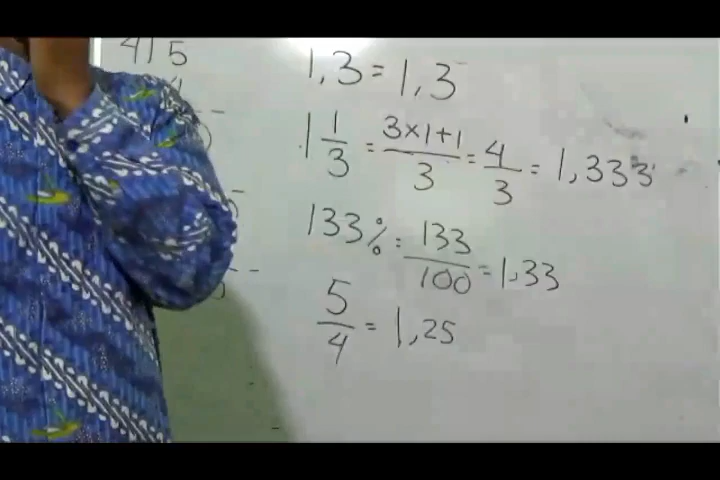 4 / 5
1,3 = 1,3
1 1/3 = (3×1+1)/3 = 4/3 = 1,333
133% = 133/100 = 1,33
5/4 = 1,25